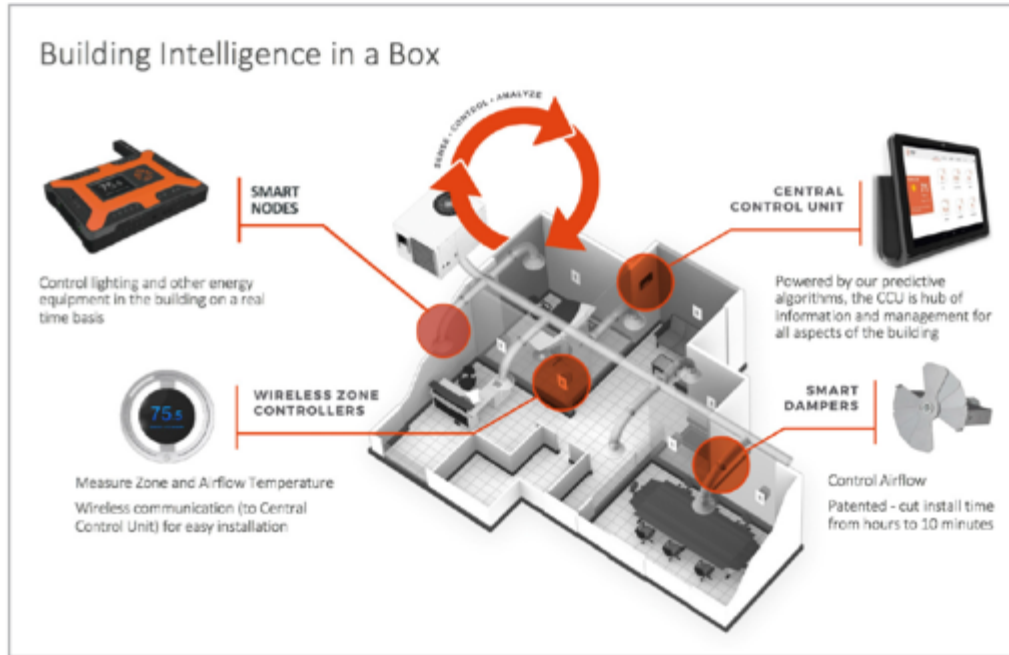 Building Intelligence in a Box
SENSE • CONTROL • ANALYZE
SMART
NODES
Control lighting and other energy
equipment in the building on a real
time basis
CENTRAL
CONTROL UNIT
Powered by our predictive
algorithms, the CCU is hub of
information and management for
all aspects of the building
75.5
WIRELESS ZONE
CONTROLLERS
Measure Zone and Airflow Temperature
Wireless communication (to Central
Control Unit) for easy installation
SMART
DAMPERS
Control Airflow
Patented - cut install time
from hours to 10 minutes